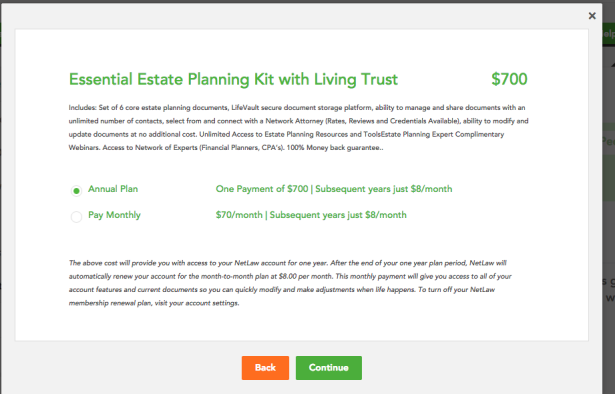 ×
Essential Estate Planning Kit with Living Trust $700
Includes: Set of 6 core estate planning documents, LifeVault secure document storage platform, ability to manage and share documents with an
unlimited number of contacts, select from and connect with a Network Attorney (Rates, Reviews and Credentials Available), ability to modify and
update documents at no additional cost. Unlimited Access to Estate Planning Resources and ToolsEstate Planning Expert Complimentary
Webinars. Access to Network of Experts (Financial Planners, CPA's). 100% Money back guarantee..
Annual Plan One Payment of $700 | Subsequent years just $8/month
Pay Monthly $70/month | Subsequent years just $8/month
The above cost will provide you with access to your NetLaw account for one year. After the end of your one year plan period, NetLaw will
automatically renew your account for the month-to-month plan at $8.00 per month. This monthly payment will give you access to all of your
account features and current documents so you can quickly modify and make adjustments when life happens. To turn off your NetLaw
membership renewal plan, visit your account settings.
Back Continue